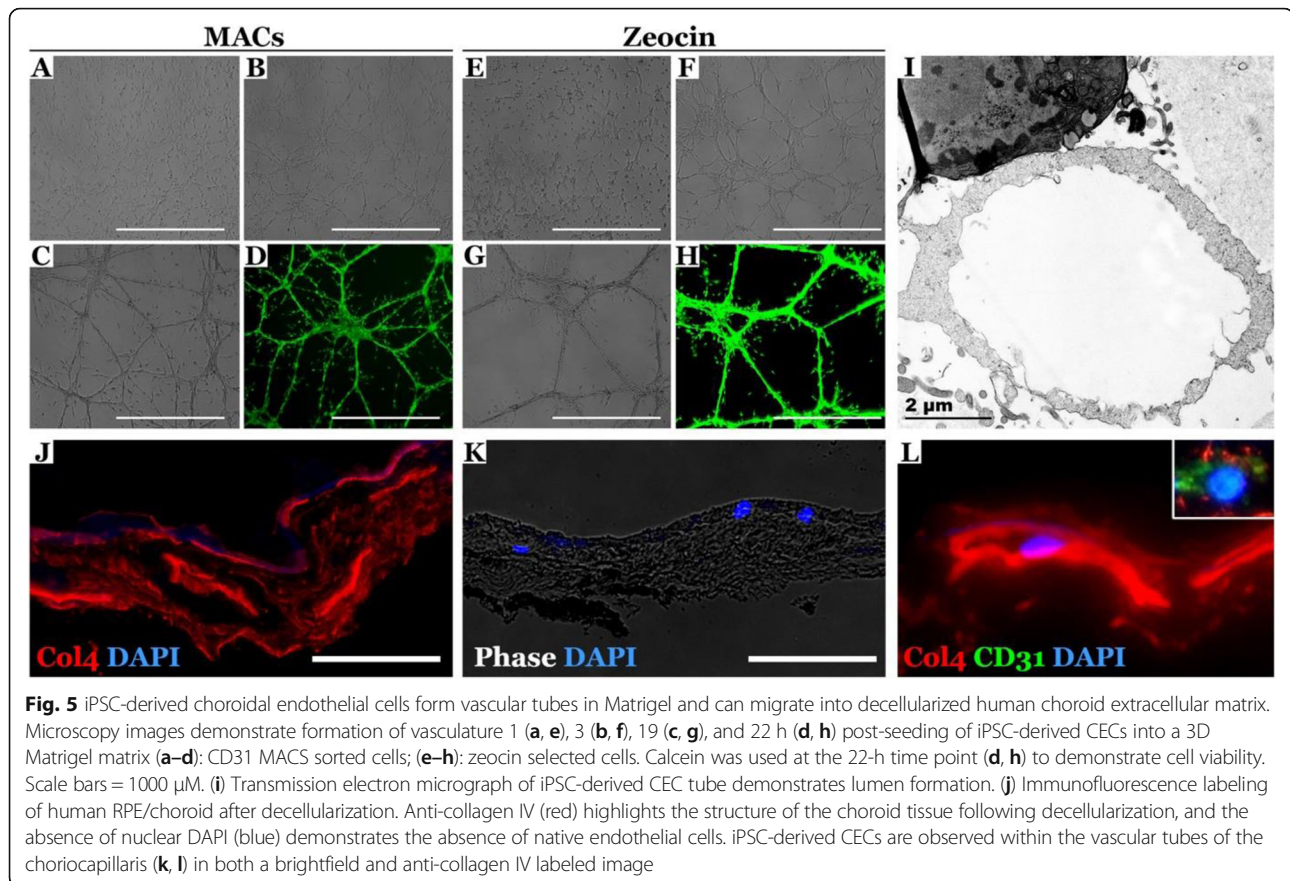 MACs Zeocin
A B E F I
C D G H
2 µm
J K L
Col4 DAPI Phase DAPI Col4 CD31 DAPI
Fig. 5 iPSC-derived choroidal endothelial cells form vascular tubes in Matrigel and can migrate into decellularized human choroid extracellular matrix.
Microscopy images demonstrate formation of vasculature 1 (a, e), 3 (b, f), 19 (c, g), and 22 h (d, h) post-seeding of iPSC-derived CECs into a 3D
Matrigel matrix (a–d): CD31 MACS sorted cells; (e–h): zeocin selected cells. Calcein was used at the 22-h time point (d, h) to demonstrate cell viability.
Scale bars = 1000 µM. (i) Transmission electron micrograph of iPSC-derived CEC tube demonstrates lumen formation. (j) Immunofluorescence labeling
of human RPE/choroid after decellularization. Anti-collagen IV (red) highlights the structure of the choroid tissue following decellularization, and the
absence of nuclear DAPI (blue) demonstrates the absence of native endothelial cells. iPSC-derived CECs are observed within the vascular tubes of the
choriocapillaris (k, l) in both a brightfield and anti-collagen IV labeled image